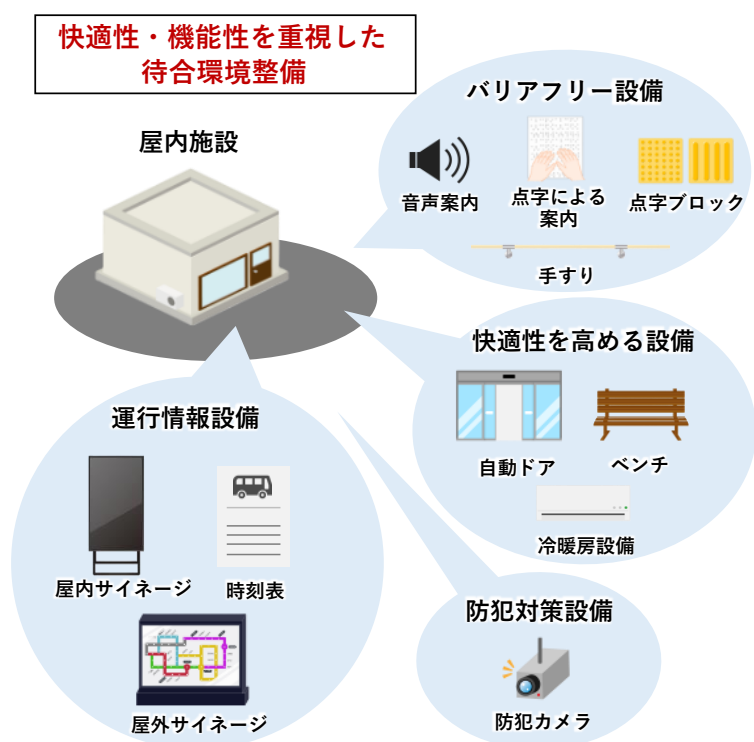 快適性・機能性を重視した
待合環境整備
屋内施設
バリアフリー設備
音声案内
点字による
案内
点字ブロック
手すり
快適性を高める設備
自動ドア
ベンチ
冷暖房設備
運行情報設備
屋内サイネージ
時刻表
屋外サイネージ
防犯対策設備
防犯カメラ